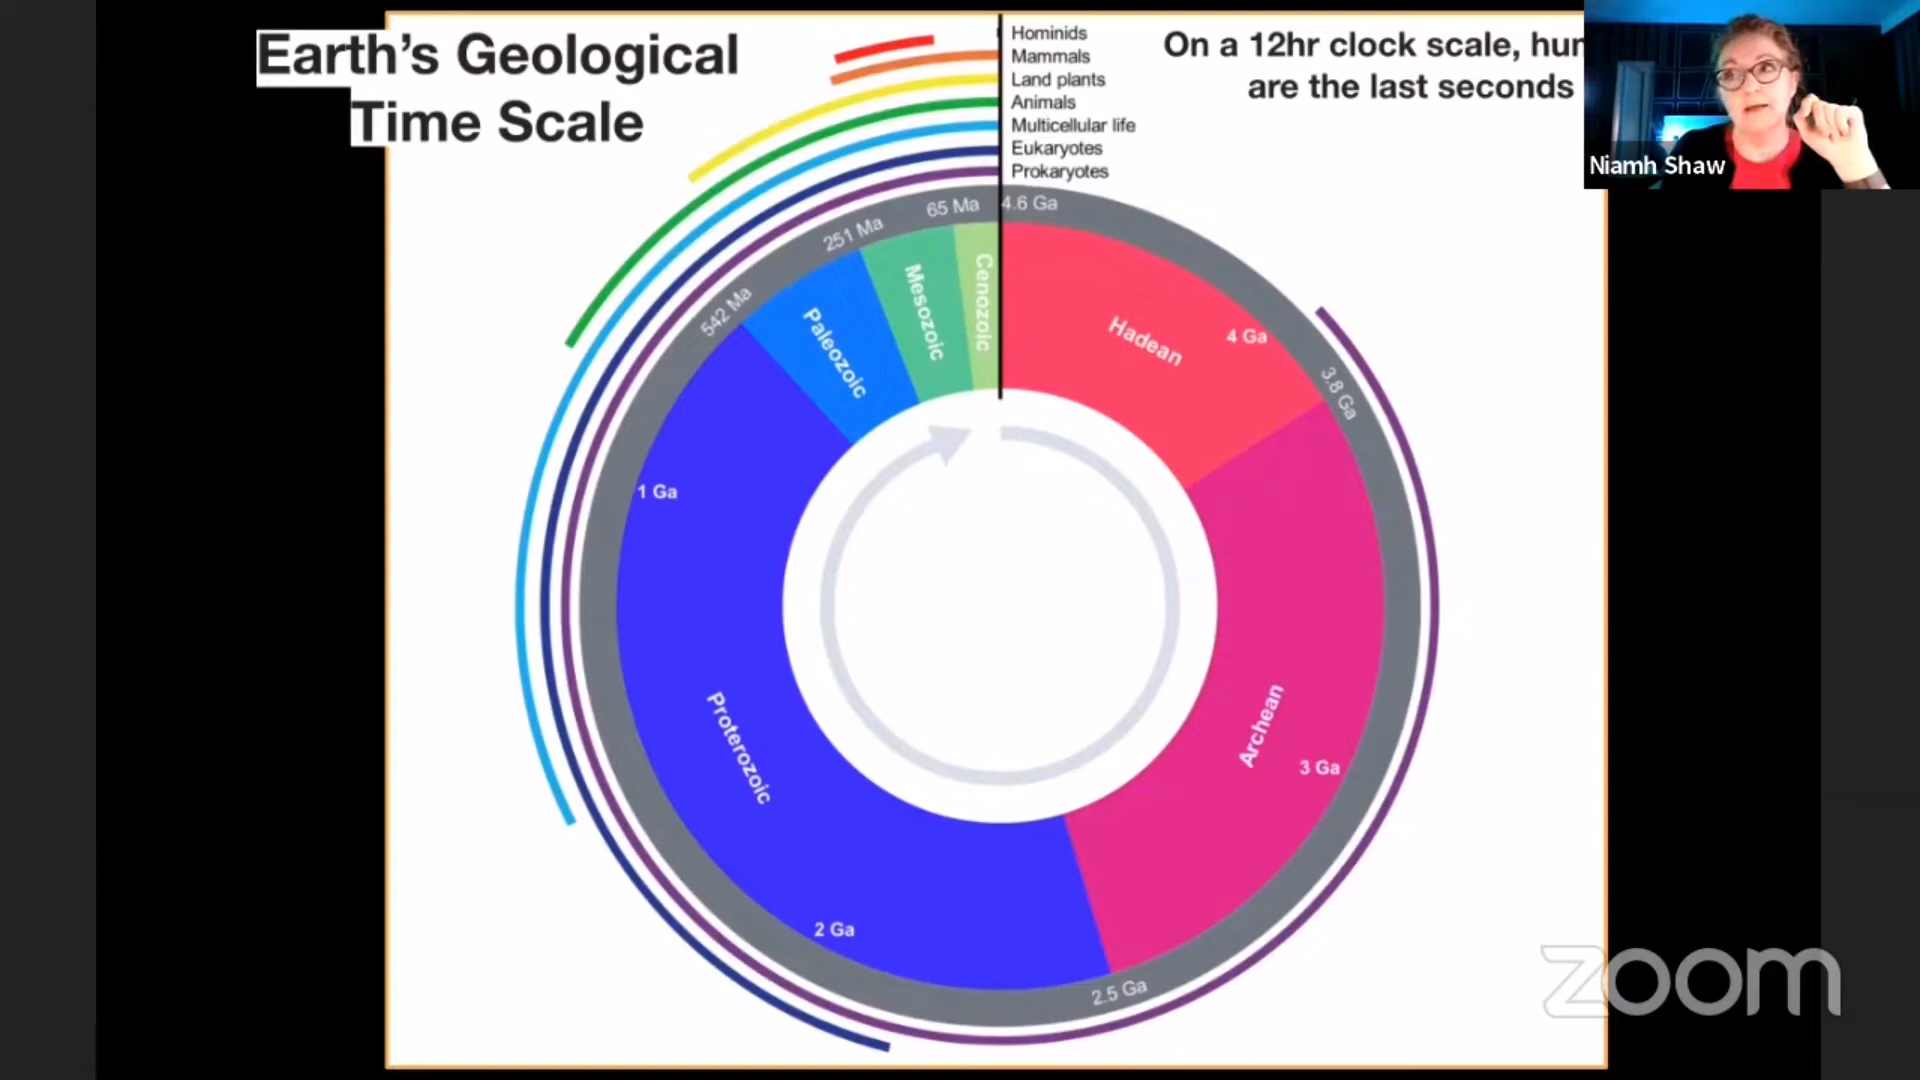 Earth's Geological
Time Scale
Hominids
Mammals
Land plants
Animals
Multicellular life
Eukaryotes
Prokaryotes
On a 12hr clock scale, hum
are the last seconds
Niamh Shaw
542 Ma
251 Ma
65 Ma
4.6 Ga
Paleozoic
Mesozoic
Cenozoic
Hadean
4 Ga
3.8 Ga
1 Ga
Proterozoic
Archean
3 Ga
2 Ga
2.5 Ga
zoom